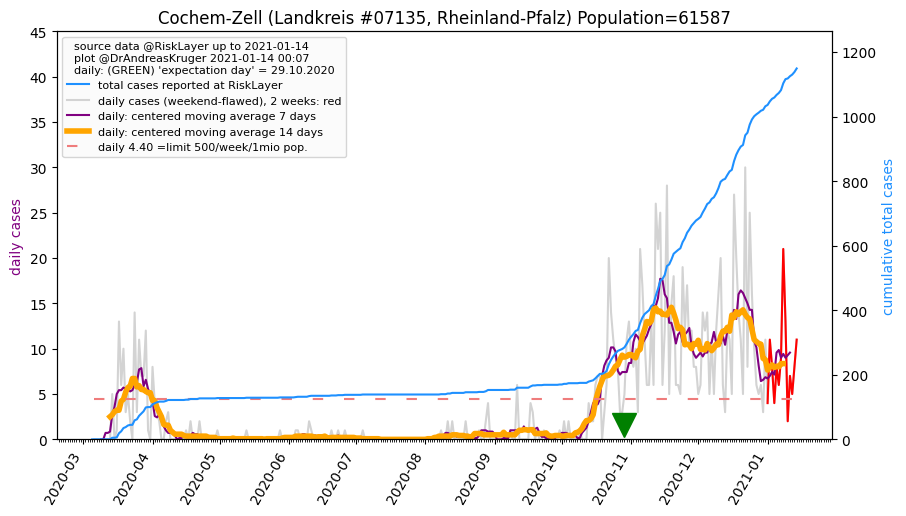 Cochem-Zell (Landkreis #07135, Rheinland-Pfalz) Population=61587
source data @RiskLayer up to 2021-01-14
plot @DrAndreasKruger 2021-01-14 00:07
daily: (GREEN) 'expectation day' = 29.10.2020
total cases reported at RiskLayer
daily cases (weekend-flawed), 2 weeks: red
daily: centered moving average 7 days
daily: centered moving average 14 days
daily 4.40 =limit 500/week/1mio pop.
daily cases
45
40
35
30
25
20
15
10
5
0
cumulative total cases
1200
1000
800
600
400
200
0
2020-03
2020-04
2020-05
2020-06
2020-07
2020-08
2020-09
2020-10
2020-11
2020-12
2021-01